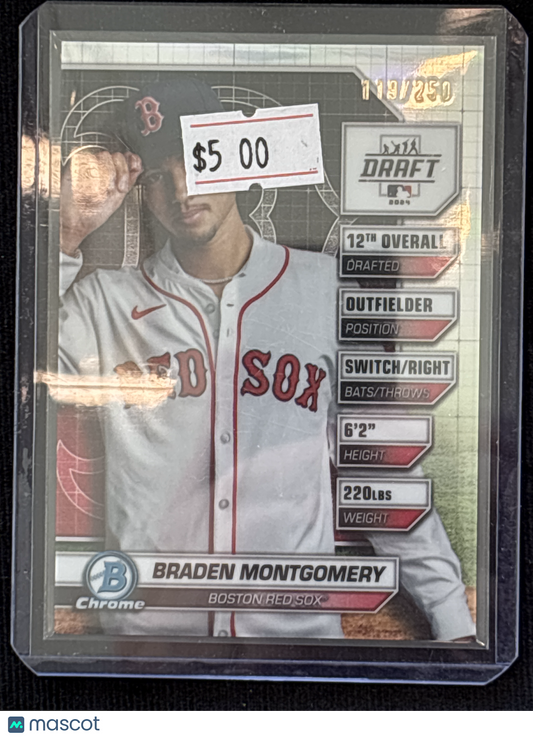 119/250
B
$5 00
DRAFT
2024
12TH OVERALL
DRAFTED
OUTFIELDER
POSITION
SWITCH/RIGHT
BATS/THROWS
RED SOX
6'2"
HEIGHT
220LBS
WEIGHT
B
BRADEN MONTGOMERY
Chrome
BOSTON RED SOX
mascot